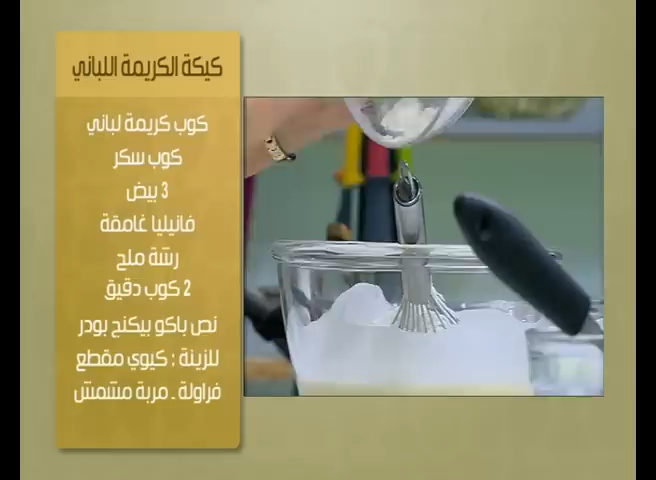 كيكة الكريمة اللباني
كوب كريمة لباني
كوب سكر
3 بيض
فانيليا غامقة
رشة ملح
2 كوب دقيق
نص باكو بيكنج بودر
للزينة : كيوي مقطع
فراولة ـ مربة مشمش